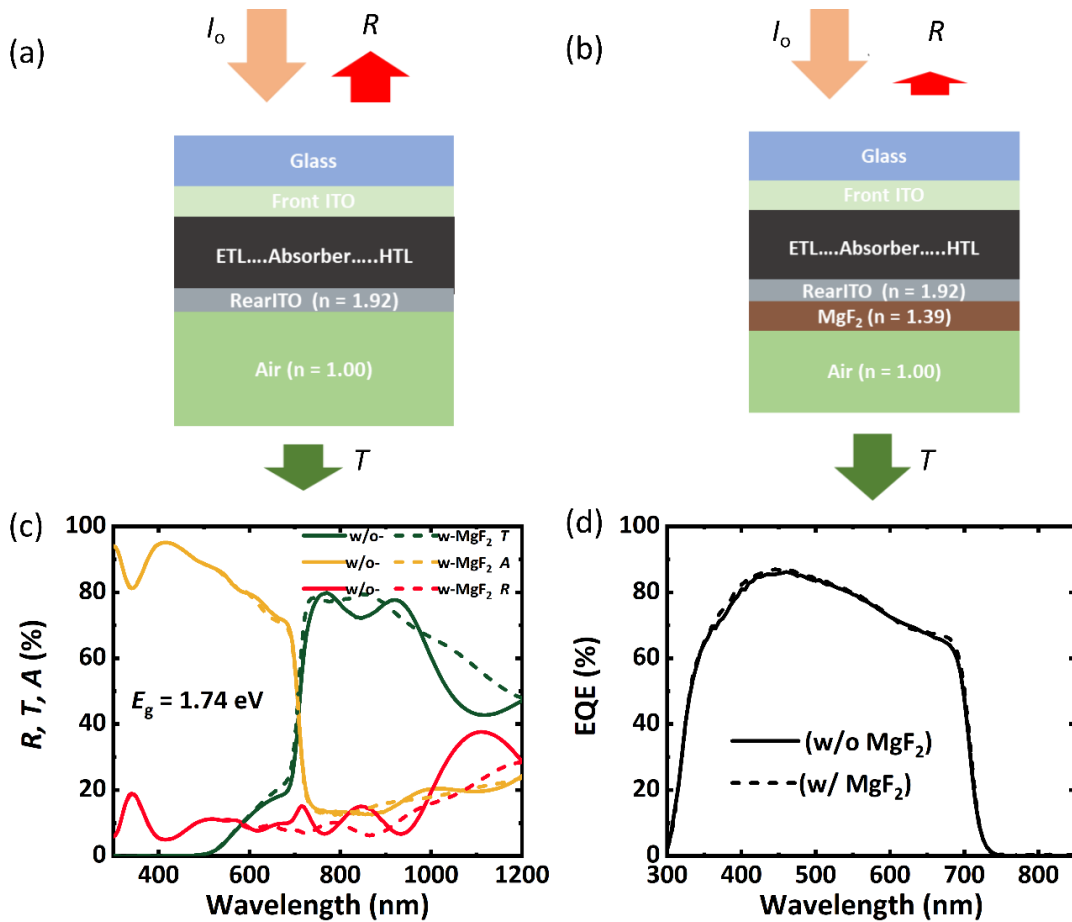 (a)
I₀
R
Glass
Front ITO
ETL….Absorber…..HTL
RearITO (n = 1.92)
Air (n = 1.00)
T
(b)
I₀
R
Glass
Front ITO
ETL….Absorber…..HTL
RearITO (n = 1.92)
MgF₂ (n = 1.39)
Air (n = 1.00)
T
(c)
w/o- w-MgF₂ T
w/o- w-MgF₂ A
w/o- w-MgF₂ R
E_g = 1.74 eV
R, T, A (%)
100
80
60
40
20
0
400 600 800 1000 1200
Wavelength (nm)
(d)
(w/o MgF₂)
(w/ MgF₂)
EQE (%)
100
80
60
40
20
0
300 400 500 600 700 800
Wavelength (nm)